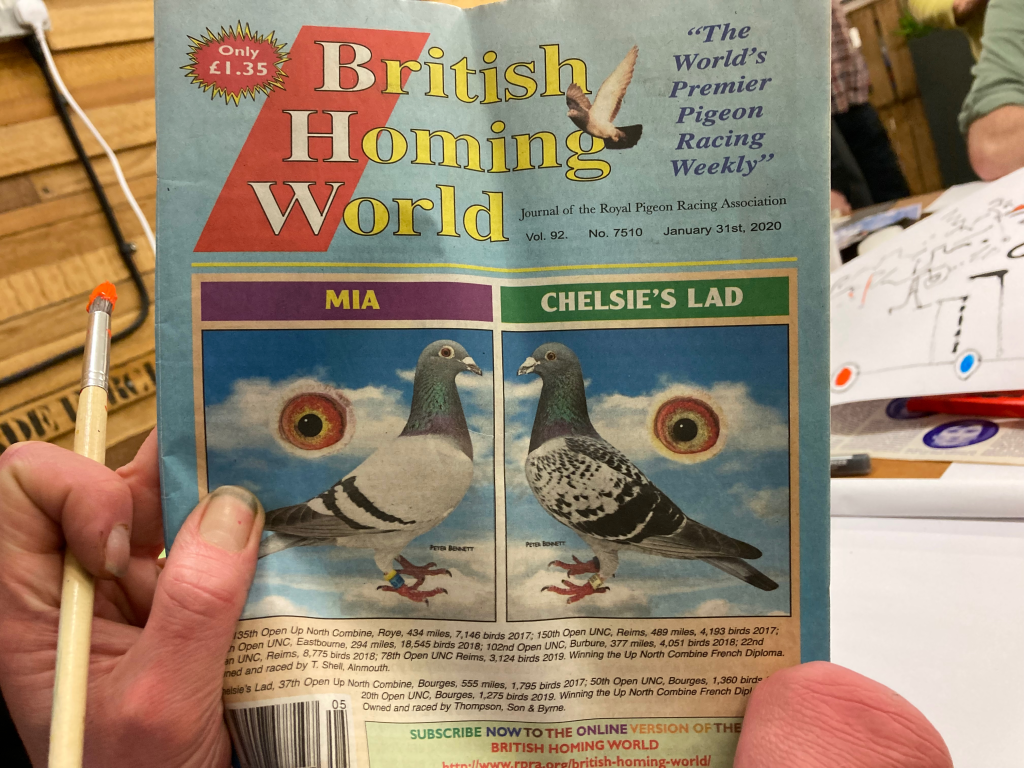 Only
£1.35
British
Homing
World
"The
World's
Premier
Pigeon
Racing
Weekly"
Journal of the Royal Pigeon Racing Association
Vol. 92. No. 7510 January 31st, 2020
MIA
CHELSIE'S LAD
PETER BENNETT
PETER BENNETT
135th Open Up North Combine, Roye, 434 miles, 7,146 birds 2017; 150th Open UNC, Reims, 489 miles, 4,193 birds 2017;
Open UNC, Eastbourne, 294 miles, 18,545 birds 2018; 102nd Open UNC, Burbure, 377 miles, 4,051 birds 2018; 22nd
UNC, Reims, 8,775 birds 2018; 78th Open UNC Reims, 3,124 birds 2019. Winning the Up North Combine French Diploma.
and raced by T. Shell, Alnmouth.
Lad, 37th Open Up North Combine, Bourges, 555 miles, 1,795 birds 2017; 50th Open UNC, Bourges, 1,360 birds
20th Open UNC, Bourges, 1,275 birds 2019. Winning the Up North Combine French
Owned and raced by Thompson, Son & Byrne.
05
SUBSCRIBE NOW TO THE ONLINE VERSION OF THE
BRITISH HOMING WORLD
http://www.rpra.org/british-homing-world/